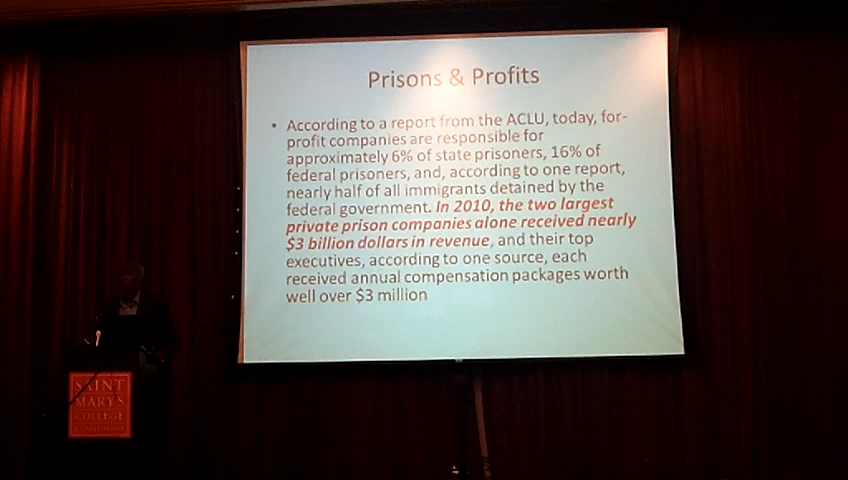 Prisons & Profits
• According to a report from the ACLU, today, for-
profit companies are responsible for
approximately 6% of state prisoners, 16% of
federal prisoners, and, according to one report,
nearly half of all immigrants detained by the
federal government. In 2010, the two largest
private prison companies alone received nearly
$3 billion dollars in revenue, and their top
executives, according to one source, each
received annual compensation packages worth
well over $3 million
SAINT
MARY'S
COLLEGE